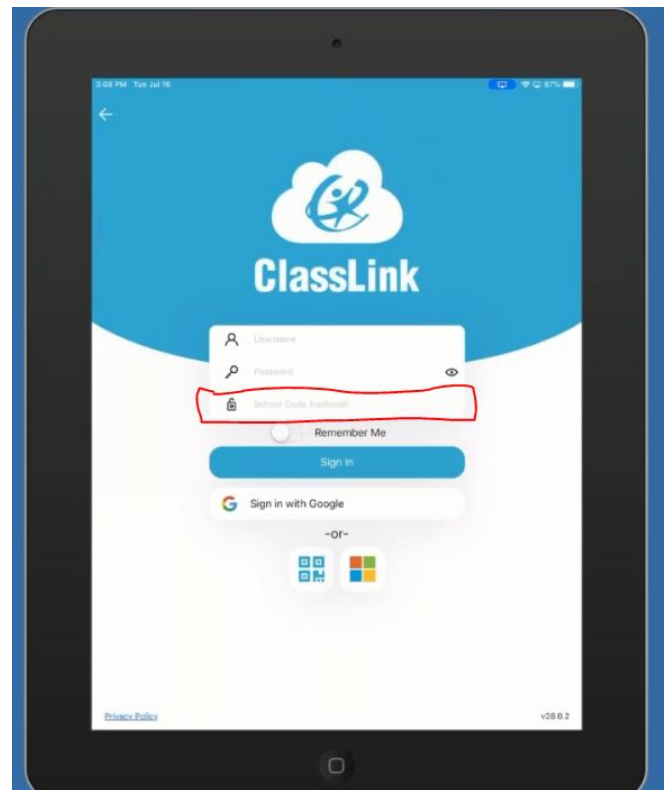 3:08 PM Tue Jul 16
87%
ClassLink
Username
Password
School Code (optional)
Remember Me
Sign In
Sign in with Google
-or-
Privacy Policy
v28.0.2